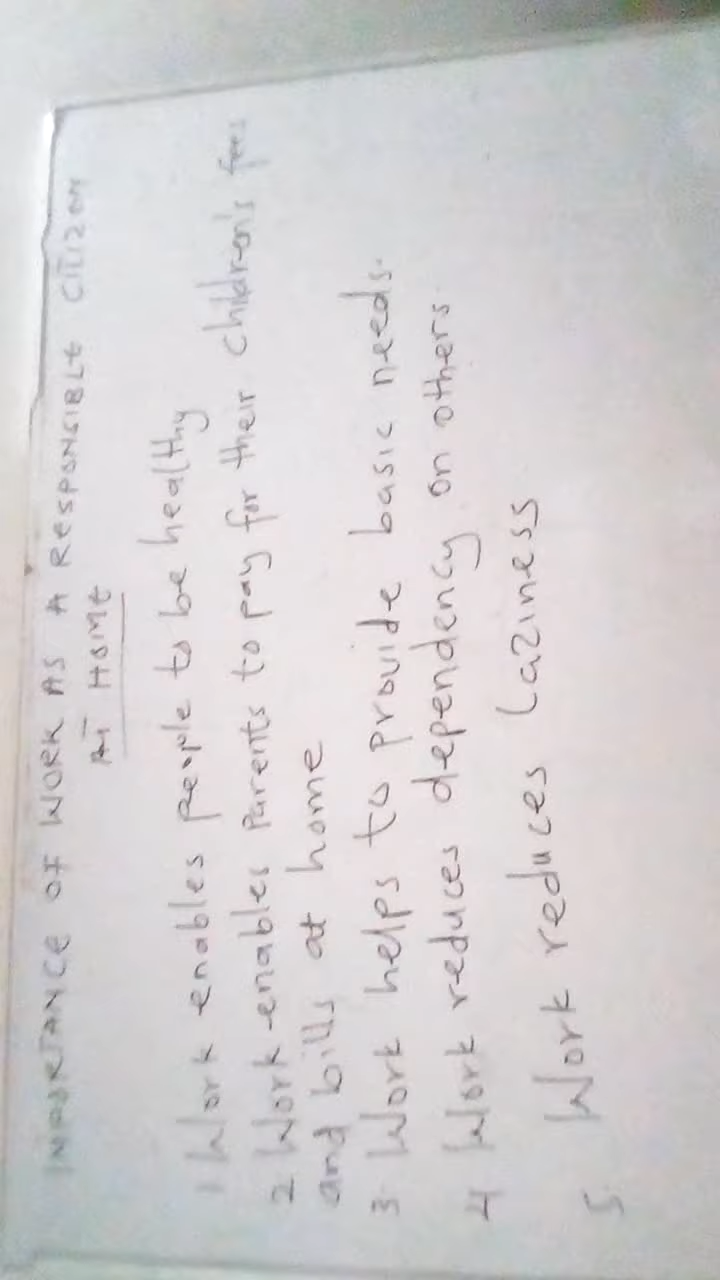 IMPORTANCE OF WORK AS A RESPONSIBLE CITIZEN
AT HOME
1 Work enables people to be healthy
2 Work enables Parents to pay for their children's fees
and bills at home
3. Work helps to provide basic needs.
4 Work reduces dependency on others.
5. Work reduces Laziness